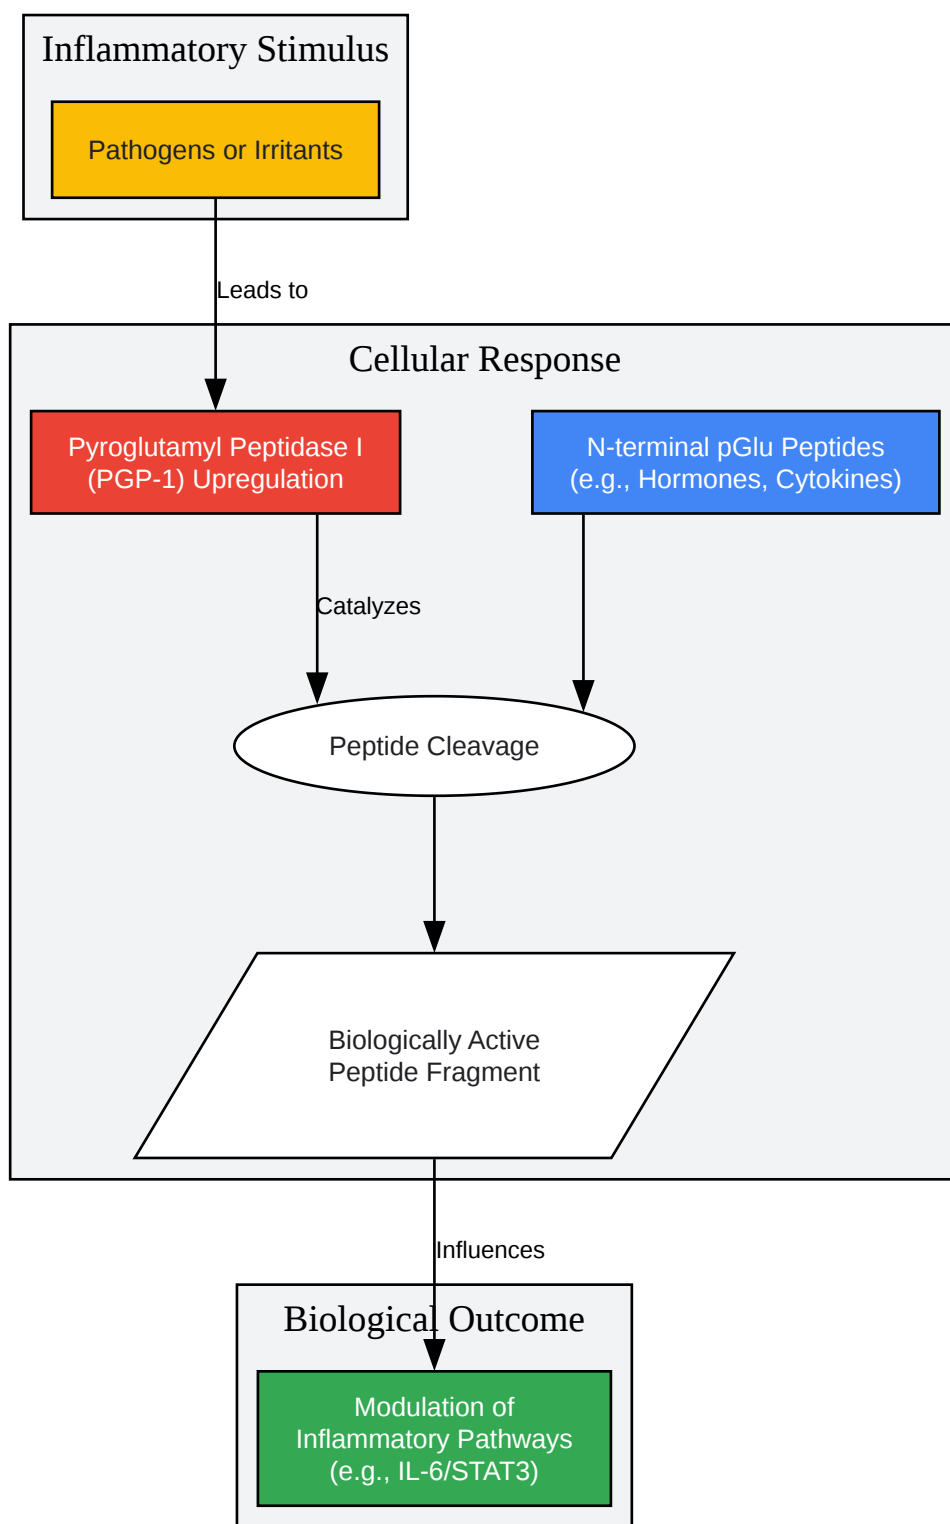 Inflammatory Stimulus
Pathogens or Irritants
Leads to
Cellular Response
Pyroglutamyl Peptidase I
(PGP-1) Upregulation
N-terminal pGlu Peptides
(e.g., Hormones, Cytokines)
Catalyzes
Peptide Cleavage
Biologically Active
Peptide Fragment
Influences
Biological Outcome
Modulation of
Inflammatory Pathways
(e.g., IL-6/STAT3)